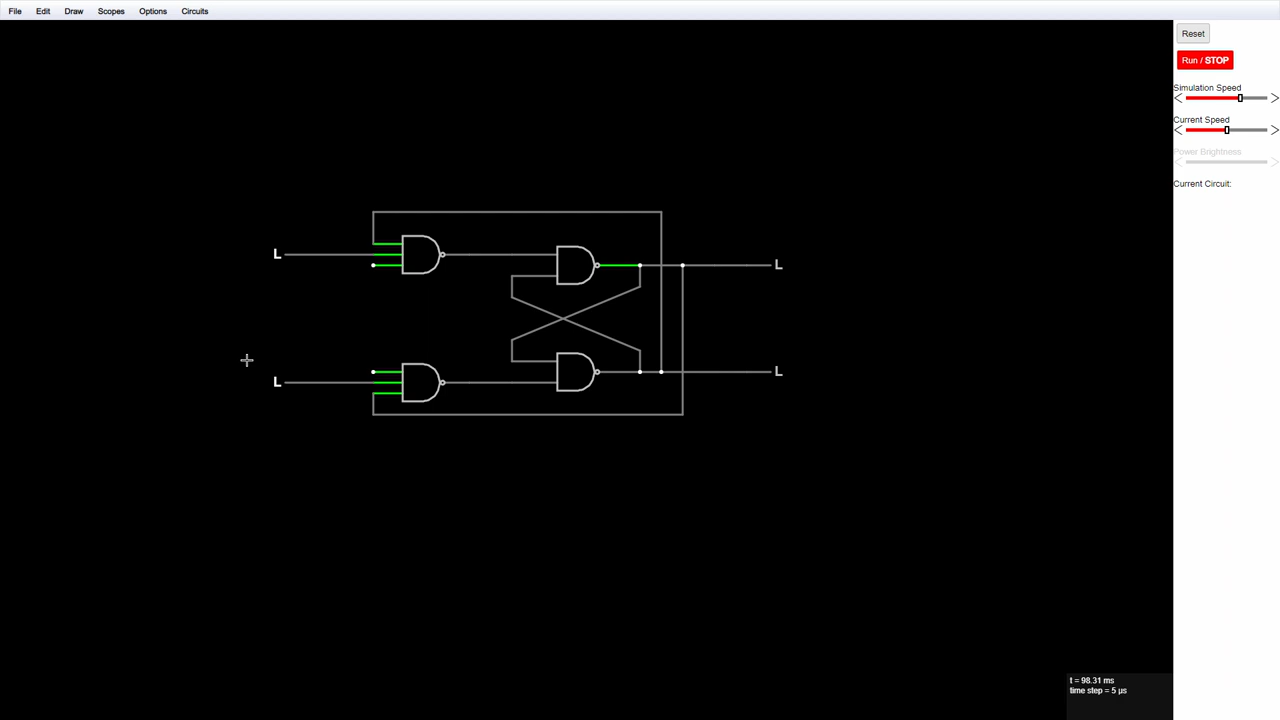 File Edit Draw Scopes Options Circuits
Reset
Run / STOP
Simulation Speed
Current Speed
Power Brightness
Current Circuit:
L
L
L
L
t = 98.31 ms
time step = 5 µs